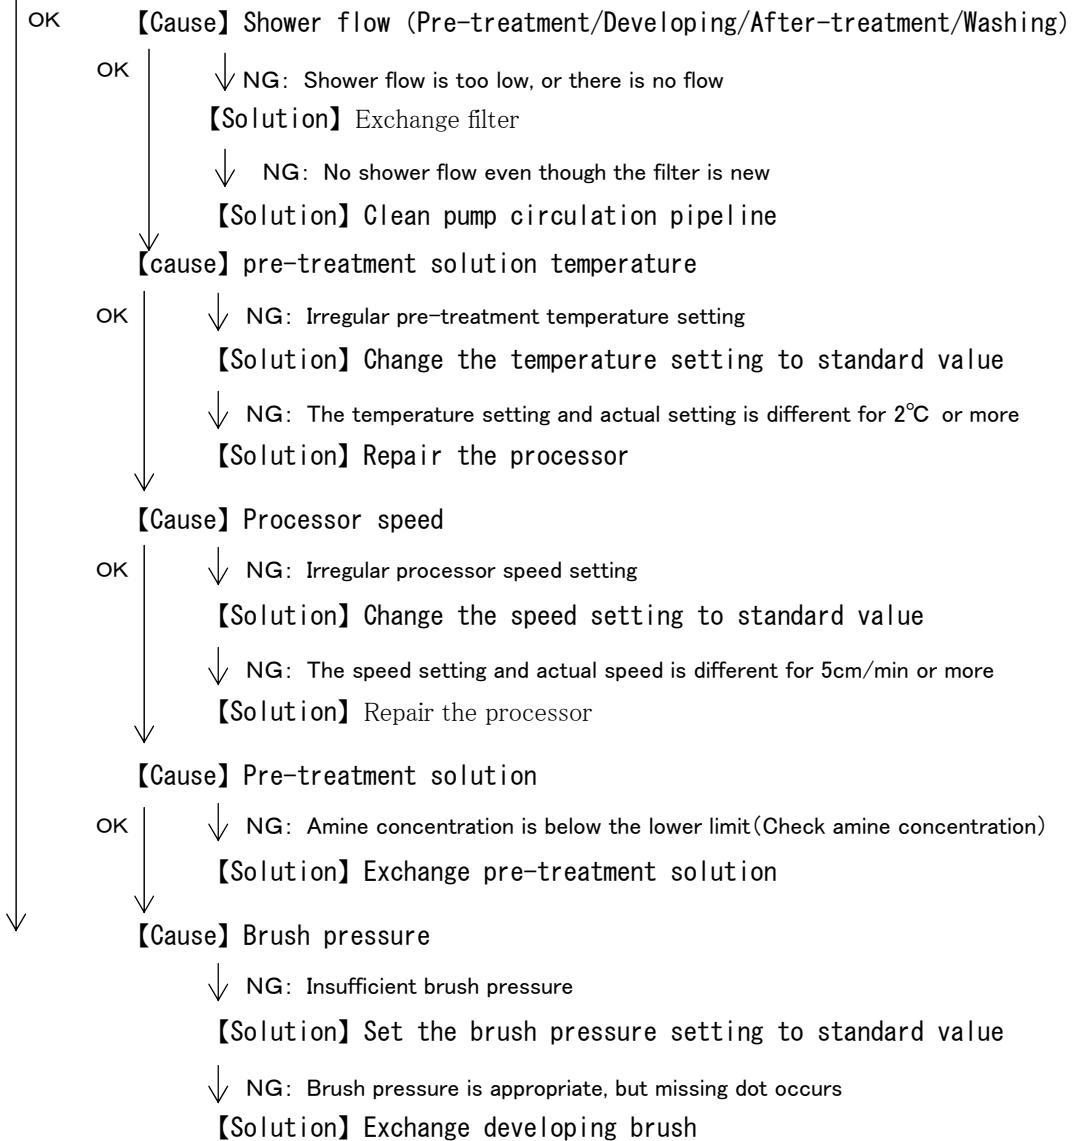 OK 【Cause】Shower flow (Pre-treatment/Developing/After-treatment/Washing)
OK NG: Shower flow is too low, or there is no flow
【Solution】Exchange filter
NG: No shower flow even though the filter is new
【Solution】Clean pump circulation pipeline
【cause】pre-treatment solution temperature
OK NG: Irregular pre-treatment temperature setting
【Solution】Change the temperature setting to standard value
NG: The temperature setting and actual setting is different for 2℃ or more
【Solution】Repair the processor
【Cause】Processor speed
OK NG: Irregular processor speed setting
【Solution】Change the speed setting to standard value
NG: The speed setting and actual speed is different for 5cm/min or more
【Solution】Repair the processor
【Cause】Pre-treatment solution
OK NG: Amine concentration is below the lower limit(Check amine concentration)
【Solution】Exchange pre-treatment solution
【Cause】Brush pressure
NG: Insufficient brush pressure
【Solution】Set the brush pressure setting to standard value
NG: Brush pressure is appropriate, but missing dot occurs
【Solution】Exchange developing brush